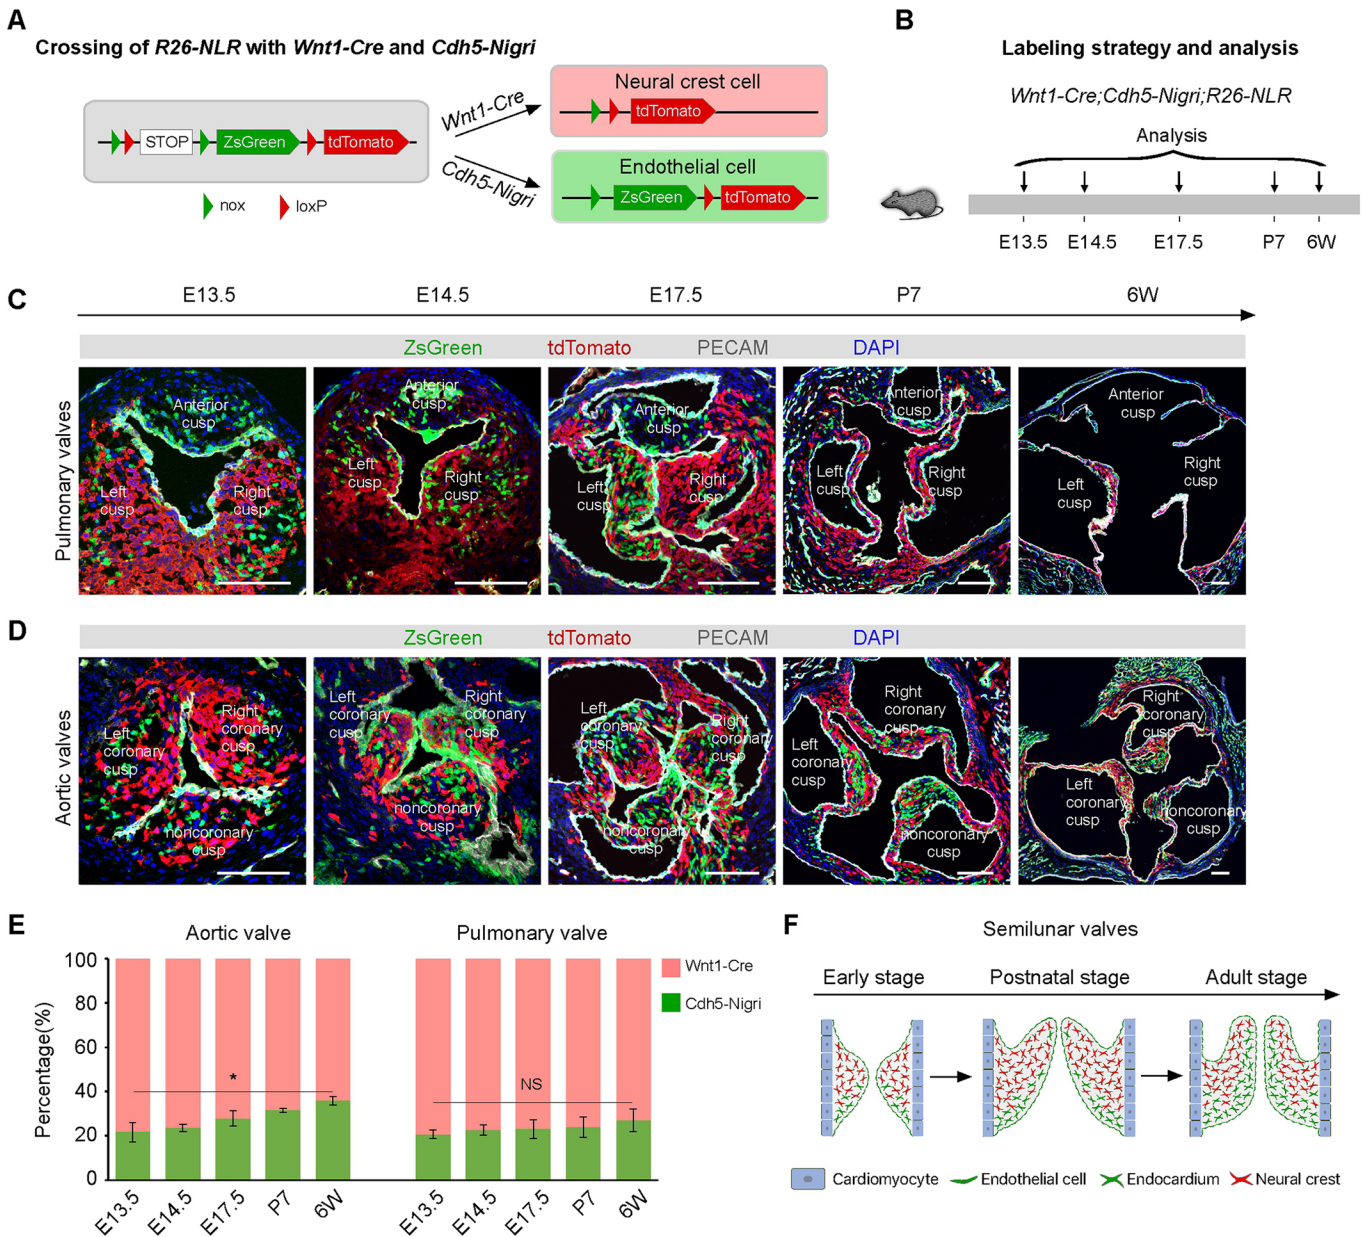 A
Crossing of R26-NLR with Wnt1-Cre and Cdh5-Nigri
STOP
ZsGreen
tdTomato
nox
loxP
Wnt1-Cre
Cdh5-Nigri
Neural crest cell
tdTomato
Endothelial cell
ZsGreen
tdTomato
B
Labeling strategy and analysis
Wnt1-Cre;Cdh5-Nigri;R26-NLR
Analysis
E13.5 E14.5 E17.5 P7 6W
C
E13.5 E14.5 E17.5 P7 6W
ZsGreen tdTomato PECAM DAPI
Pulmonary valves
Anterior
cusp
Left
cusp
Right
cusp
Anterior
cusp
Left
cusp
Right
cusp
Anterior
cusp
Left
cusp
Right
cusp
Anterior
cusp
Left
cusp
Right
cusp
Anterior
cusp
Left
cusp
Right
cusp
D
ZsGreen tdTomato PECAM DAPI
Aortic valves
Left
coronary
cusp
Right
coronary
cusp
noncoronary
cusp
Left
coronary
cusp
Right
coronary
cusp
noncoronary
cusp
Left
coronary
cusp
Right
coronary
cusp
noncoronary
cusp
Left
coronary
cusp
Right
coronary
cusp
noncoronary
cusp
Left
coronary
cusp
Right
coronary
cusp
noncoronary
cusp
E
Aortic valve
Pulmonary valve
Wnt1-Cre
Cdh5-Nigri
Percentage(%)
100
80
60
40
20
0
*
NS
E13.5 E14.5 E17.5 P7 6W
E13.5 E14.5 E17.5 P7 6W
F
Semilunar valves
Early stage Postnatal stage Adult stage
Cardiomyocyte Endothelial cell Endocardium Neural crest